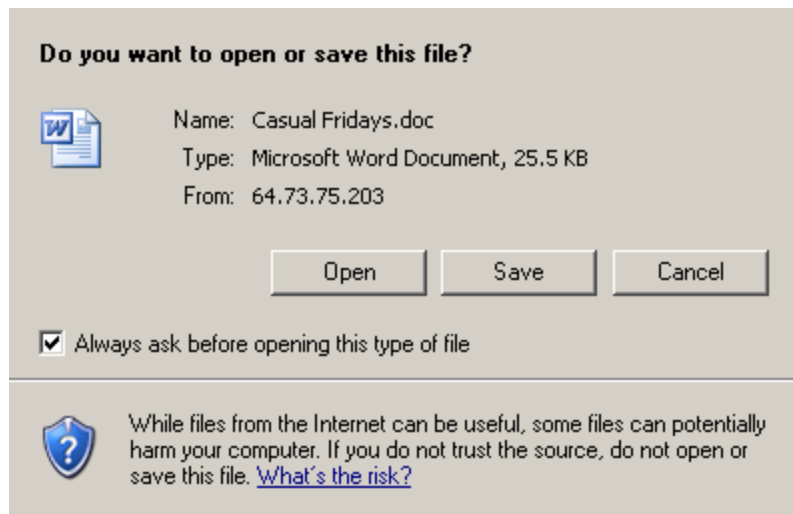 Do you want to open or save this file?
W
Name: Casual Fridays.doc
Type: Microsoft Word Document, 25.5 KB
From: 64.73.75.203
Open Save Cancel
Always ask before opening this type of file
?
While files from the Internet can be useful, some files can potentially
harm your computer. If you do not trust the source, do not open or
save this file. What's the risk?